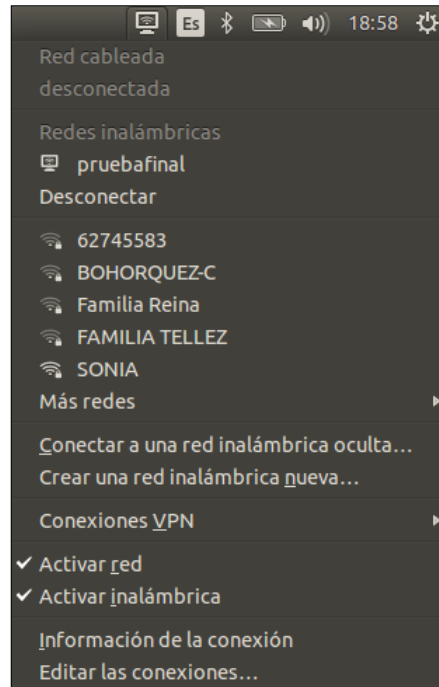 Es 18:58
Red cableada
desconectada
Redes inalámbricas
pruebafinal
Desconectar
62745583
BOHORQUEZ-C
Familia Reina
FAMILIA TELLEZ
SONIA
Más redes
Conectar a una red inalámbrica oculta...
Crear una red inalámbrica nueva...
Conexiones VPN
Activar red
Activar inalámbrica
Información de la conexión
Editar las conexiones...